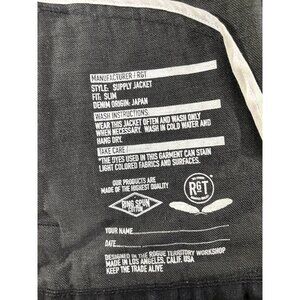 MANUFACTURER / RGT
STYLE: SUPPLY JACKET
FIT: SLIM
DENIM ORIGIN: JAPAN
WASH INSTRUCTIONS:
WEAR THIS JACKET OFTEN AND WASH ONLY
WHEN NECESSARY. WASH IN COLD WATER AND
HANG DRY.
TAKE CARE /
*THE DYES USED IN THIS GARMENT CAN STAIN
LIGHT COLORED FABRICS AND SURFACES.
OUR PRODUCTS ARE
MADE OF THE HIGHEST QUALITY
RING SPUN
COTTON
RGT
YOUR NAME
DATE
DESIGNED IN THE ROGUE TERRITORY WORKSHOP
MADE IN LOS ANGELES, CALIF. USA
KEEP THE TRADE ALIVE